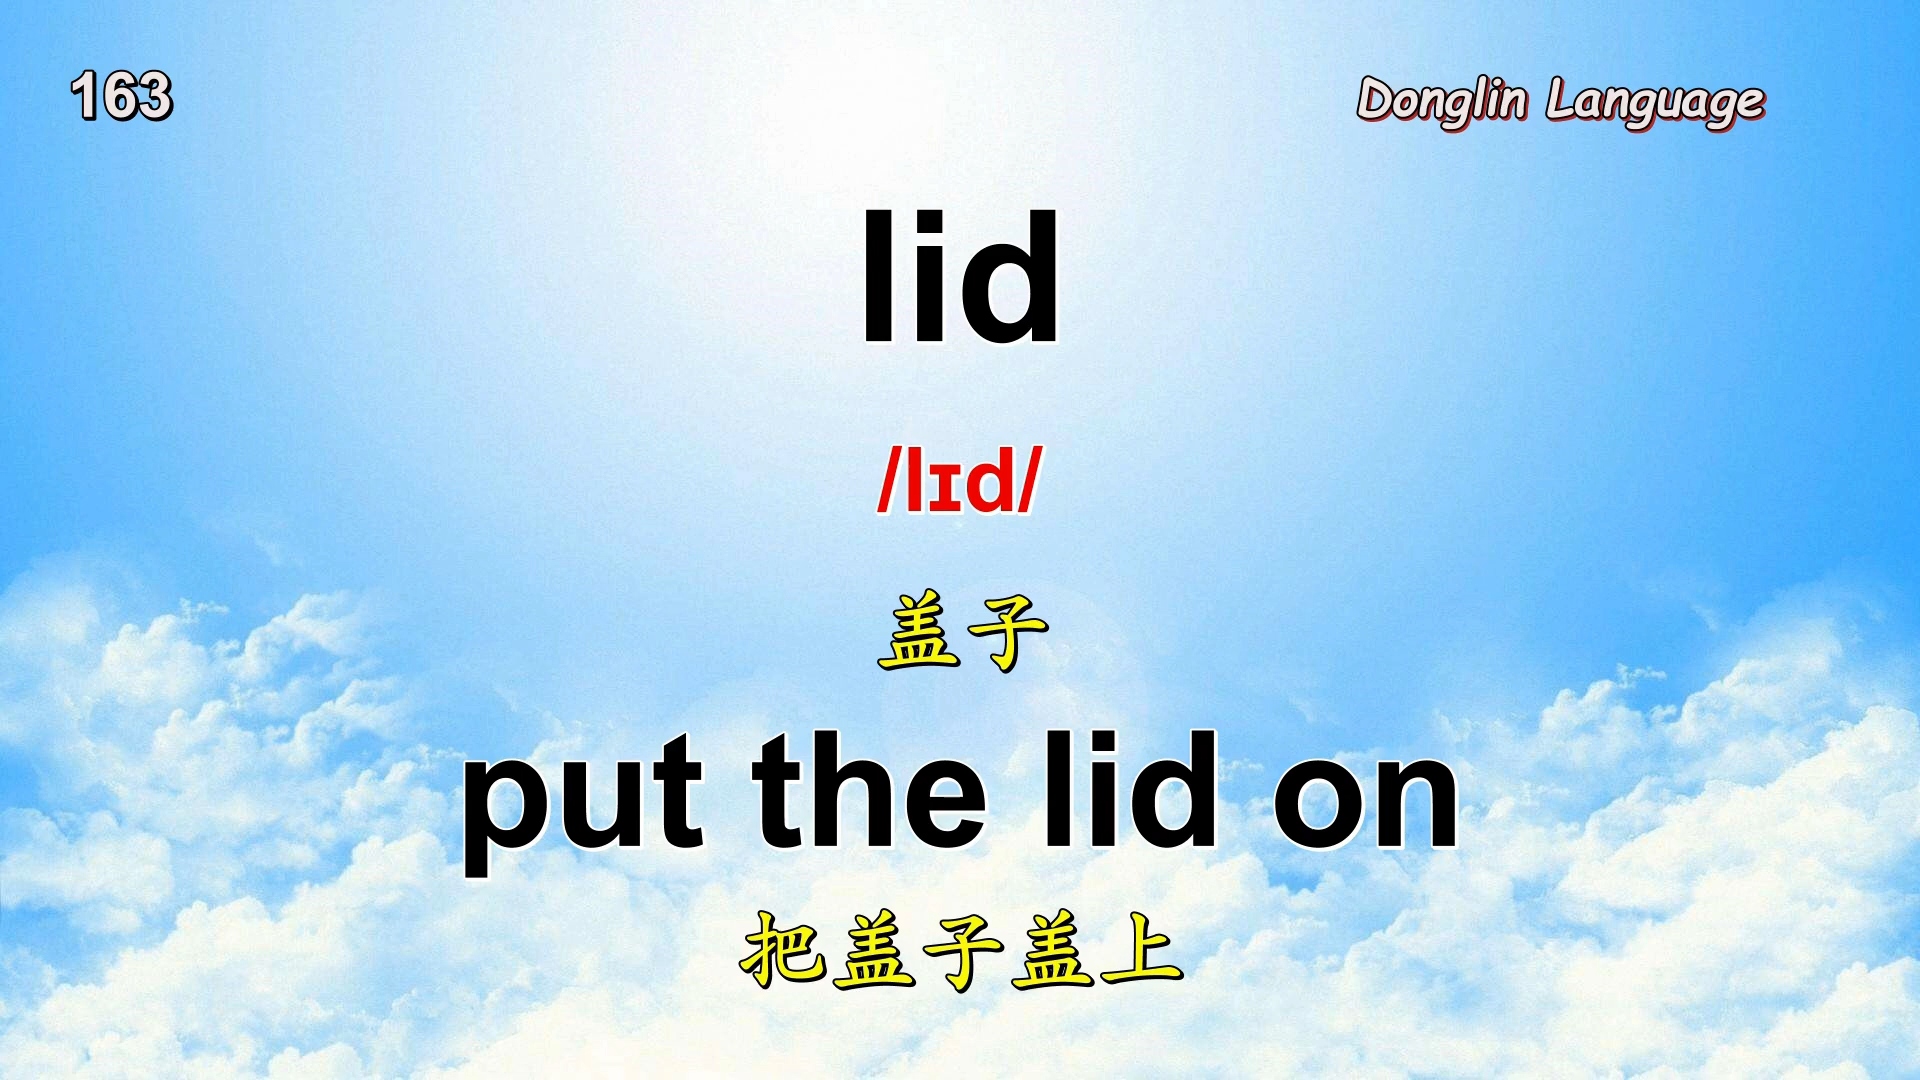 163
Donglin Language
lid
/lɪd/
盖子
put the lid on
把盖子盖上